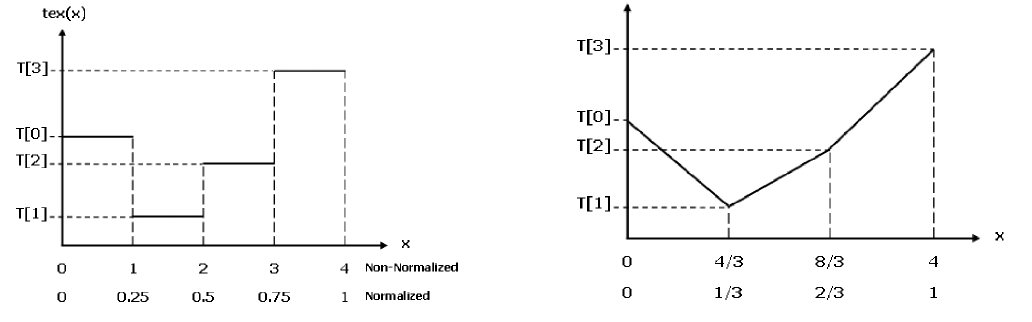 tex(x)
T[3]
T[0]
T[2]
T[1]
x
0 1 2 3 4 Non-Normalized
0 0.25 0.5 0.75 1 Normalized
T[3]
T[0]
T[2]
T[1]
x
0 4/3 8/3 4
0 1/3 2/3 1